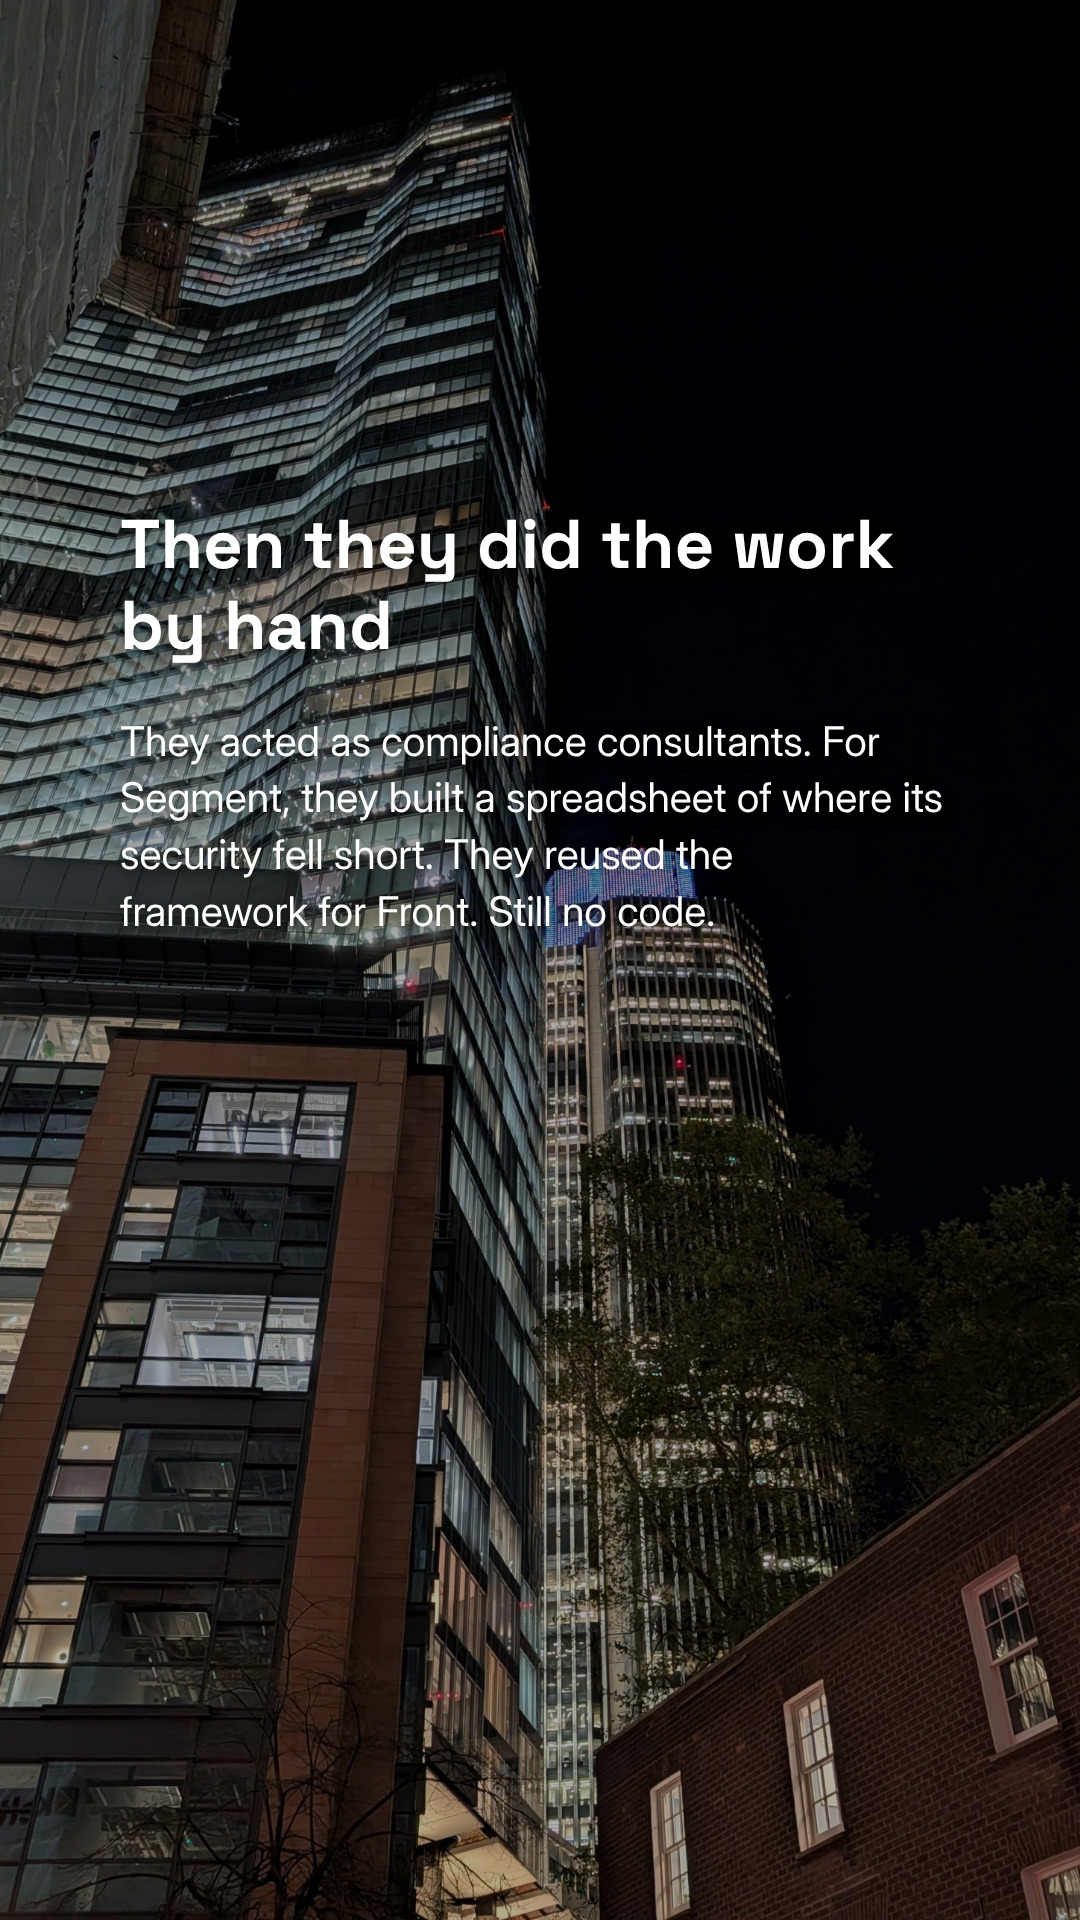 Then they did the work
by hand
They acted as compliance consultants. For
Segment, they built a spreadsheet of where its
security fell short. They reused the
framework for Front. Still no code.